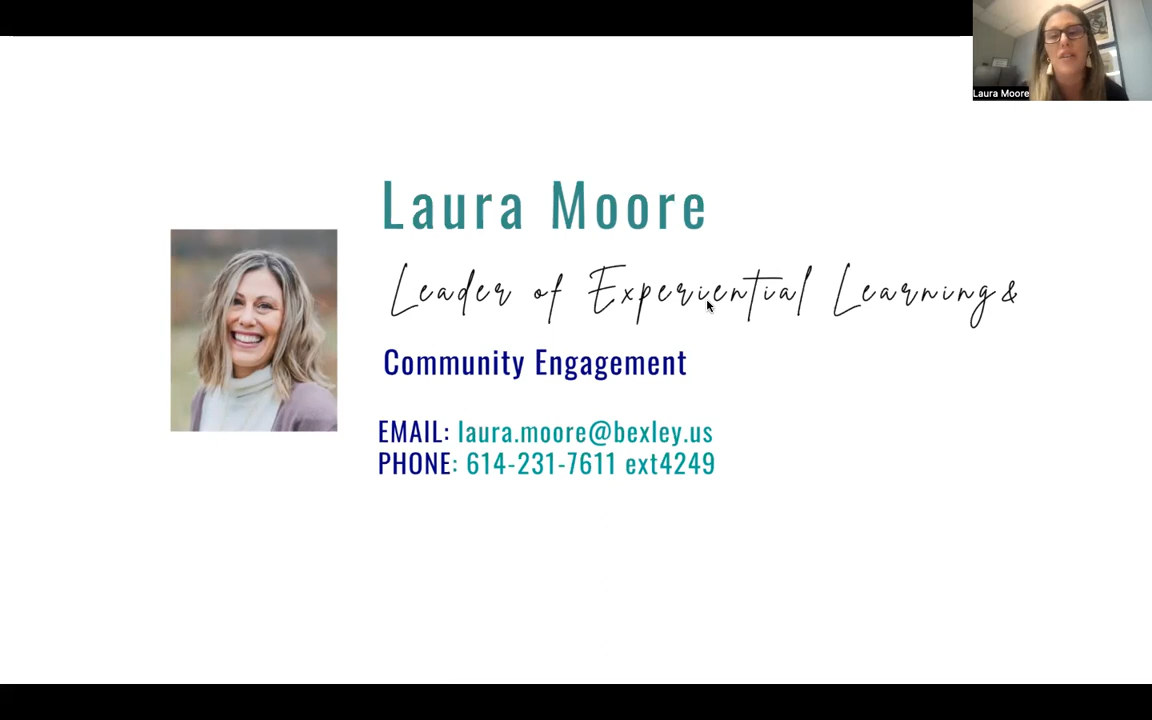 Laura Moore
Laura Moore
Leader of Experiential Learning &
Community Engagement
EMAIL: laura.moore@bexley.us
PHONE: 614-231-7611 ext4249